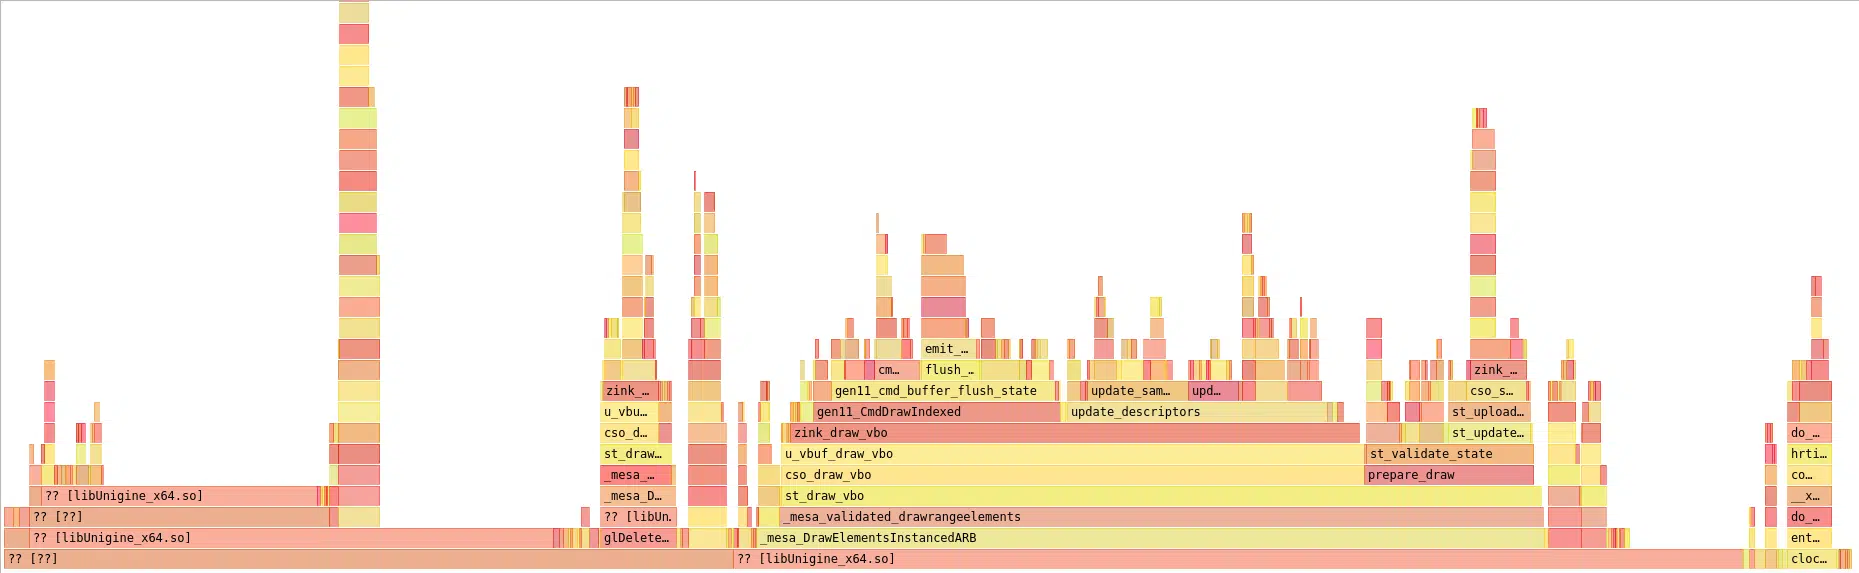 emit_…
cm… flush_…
zink_…
zink_… gen11_cmd_buffer_flush_state update_sam… upd… cso_s…
u_vbu… gen11_CmdDrawIndexed update_descriptors st_upload…
cso_d… zink_draw_vbo st_update… do_…
st_draw… u_vbuf_draw_vbo st_validate_state hrti…
_mesa_… cso_draw_vbo prepare_draw co…
?? [libUnigine_x64.so] _mesa_D… st_draw_vbo __x…
?? [??] ?? [libUn. _mesa_validated_drawrangeelements do_…
?? [libUnigine_x64.so] glDelete… _mesa_DrawElementsInstancedARB ent…
?? [??] ?? [libUnigine_x64.so] cloc…